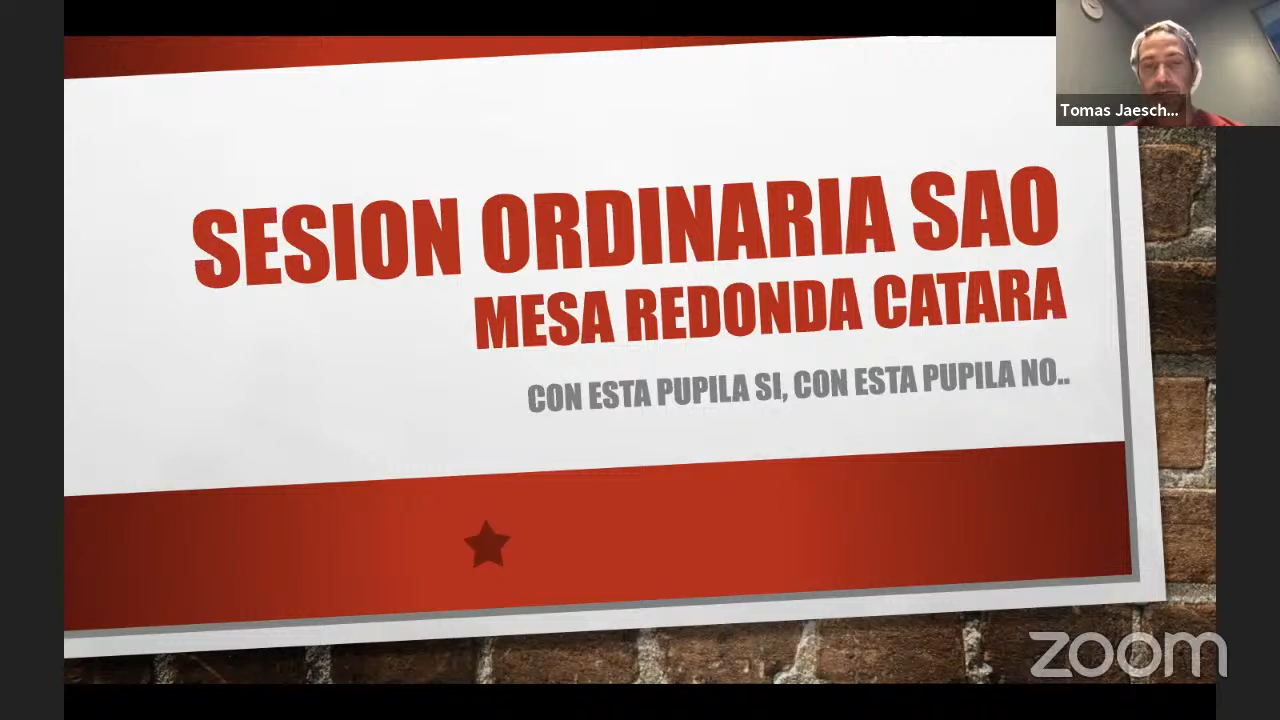 Tomas Jaesch...
SESION ORDINARIA SAO
MESA REDONDA CATARA
CON ESTA PUPILA SI, CON ESTA PUPILA NO..
zoom